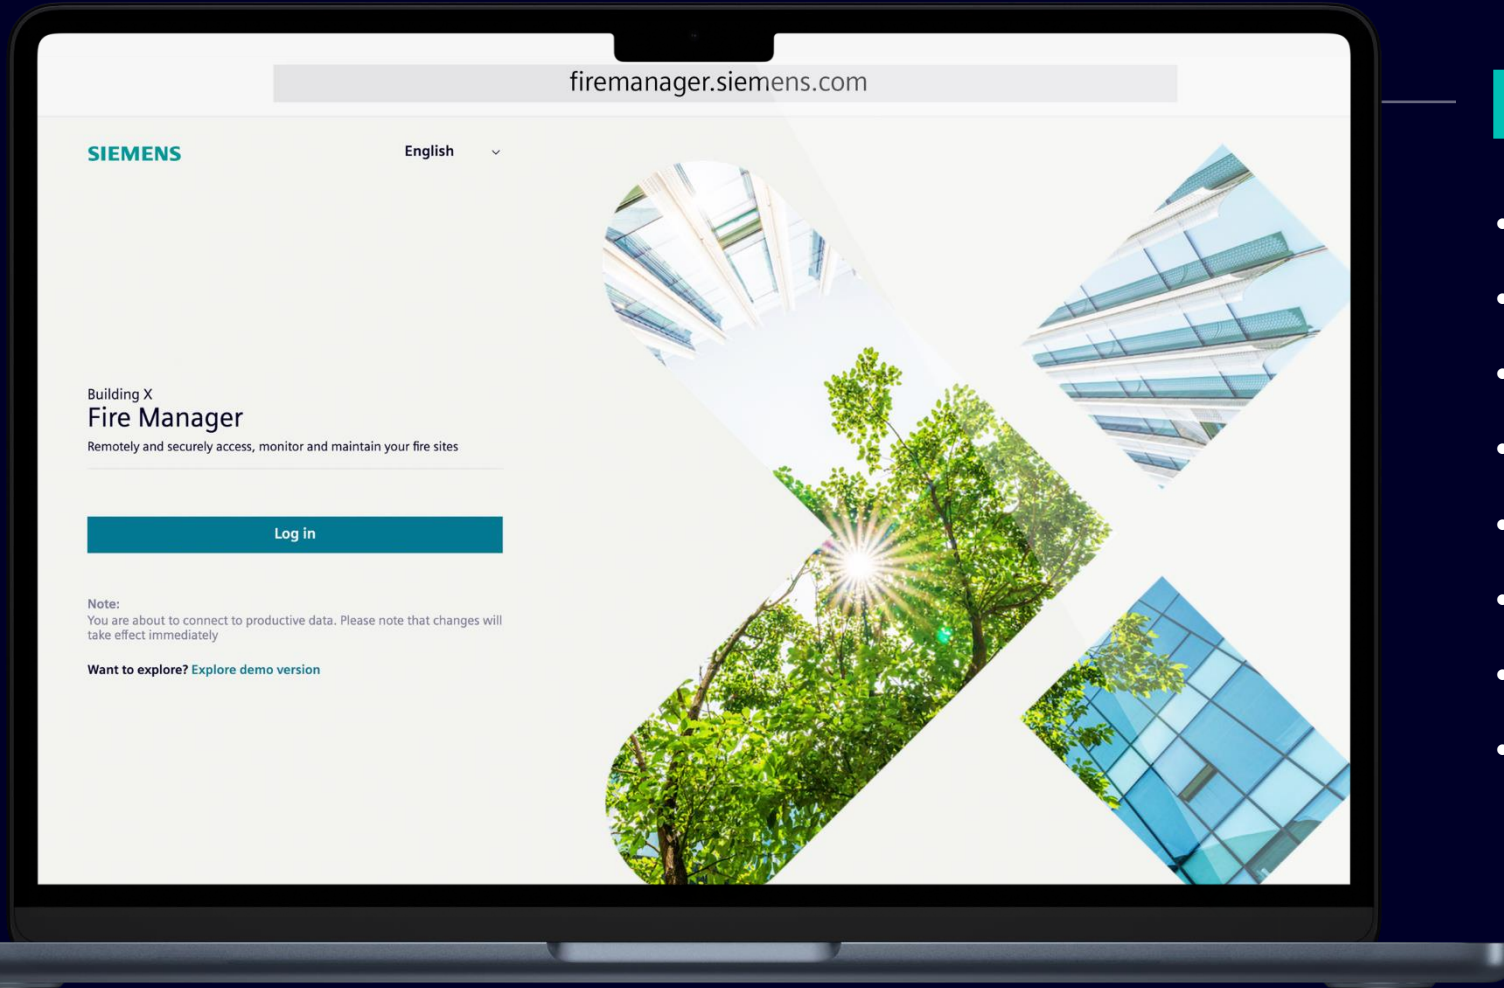 firemanager.siemens.com
SIEMENS
English
Building X
Fire Manager
Remotely and securely access, monitor and maintain your fire sites
Log in
Note:
You are about to connect to productive data. Please note that changes will
take effect immediately
Want to explore? Explore demo version